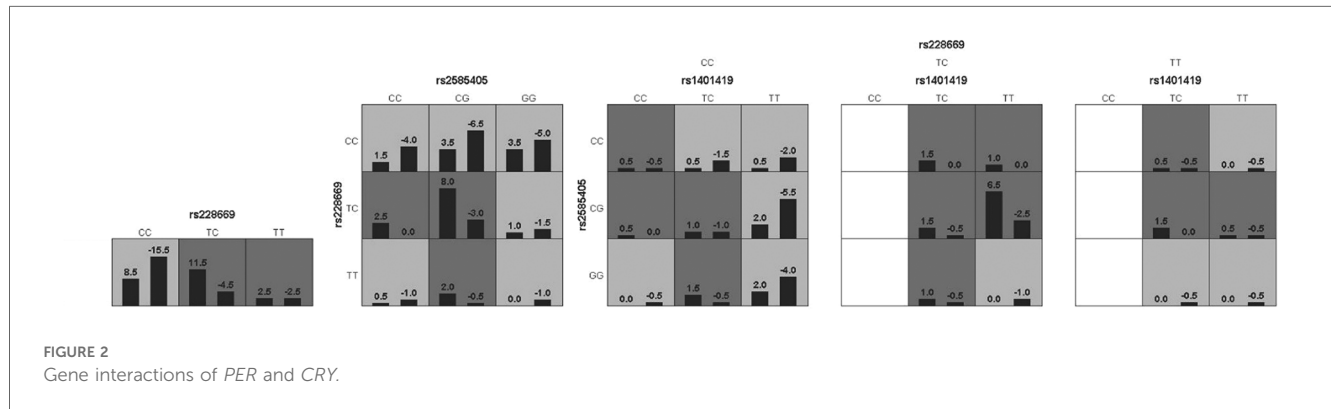 rs228669
CC TC TT
8.5 -15.5 11.5 -4.5 2.5 -2.5
rs2585405
CC CG GG
rs228669
CC 1.5 -4.0 3.5 -6.5 3.5 -5.0
TC 2.5 0.0 8.0 -3.0 1.0 -1.5
TT 0.5 -1.0 2.0 -0.5 0.0 -1.0
CC
rs1401419
CC TC TT
rs2585405
CC 0.5 -0.5 0.5 -1.5 0.5 -2.0
CG 0.5 0.0 1.0 -1.0 2.0 -5.5
GG 0.0 -0.5 1.5 -0.5 2.0 -4.0
rs228669
TC
rs1401419
CC TC TT
1.5 0.0 1.0 0.0
1.5 -0.5 6.5 -2.5
1.0 -0.5 0.0 -1.0
TT
rs1401419
CC TC TT
0.5 -0.5 0.0 -0.5
1.5 0.0 0.5 -0.5
0.0 -0.5 0.0 -0.5
FIGURE 2
Gene interactions of PER and CRY.